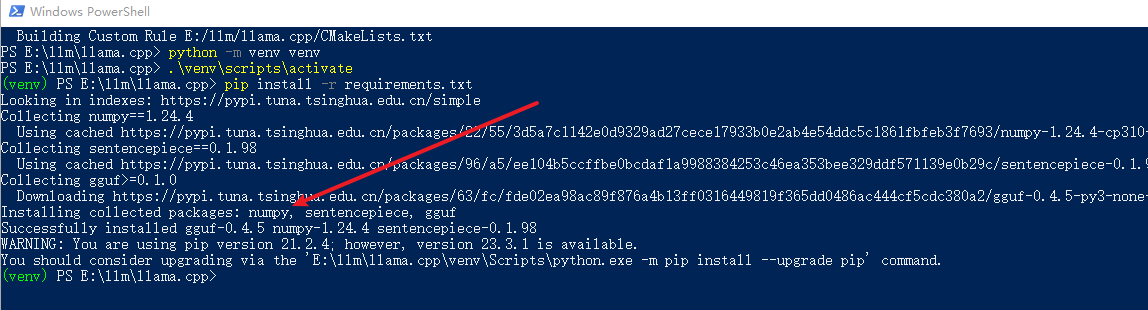 Windows PowerShell
Building Custom Rule E:/llm/llama.cpp/CMakeLists.txt
PS E:\llm\llama.cpp> python -m venv venv
PS E:\llm\llama.cpp> .\venv\scripts\activate
(venv) PS E:\llm\llama.cpp> pip install -r requirements.txt
Looking in indexes: https://pypi.tuna.tsinghua.edu.cn/simple
Collecting numpy==1.24.4
Using cached https://pypi.tuna.tsinghua.edu.cn/packages/22/55/3d5a7c1142e0d9329ad27cece17933b0e2ab4e54ddc5c1861fbfeb3f7693/numpy-1.24.4-cp310-
Collecting sentencepiece==0.1.98
Using cached https://pypi.tuna.tsinghua.edu.cn/packages/96/a5/ee104b5ccffbe0bcdaf1a9988384253c46ea353bee329ddf571139e0b29c/sentencepiece-0.1.9
Collecting gguf>=0.1.0
Downloading https://pypi.tuna.tsinghua.edu.cn/packages/63/fc/fde02ea98ac89f876a4b13ff0316449819f365dd0486ac444cf5cdc380a2/gguf-0.4.5-py3-none-
Installing collected packages: numpy, sentencepiece, gguf
Successfully installed gguf-0.4.5 numpy-1.24.4 sentencepiece-0.1.98
WARNING: You are using pip version 21.2.4; however, version 23.3.1 is available.
You should consider upgrading via the 'E:\llm\llama.cpp\venv\Scripts\python.exe -m pip install --upgrade pip' command.
(venv) PS E:\llm\llama.cpp>